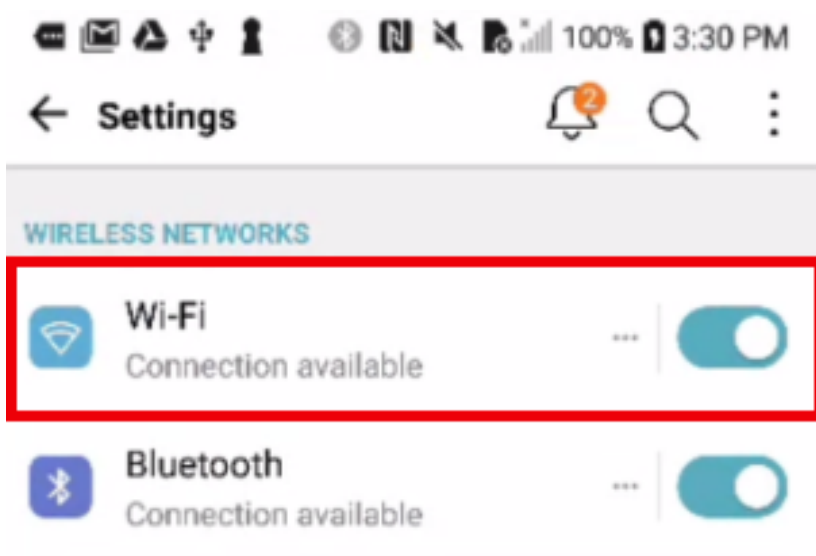 100% 3:30 PM
Settings 2
WIRELESS NETWORKS
Wi-Fi
Connection available
Bluetooth
Connection available